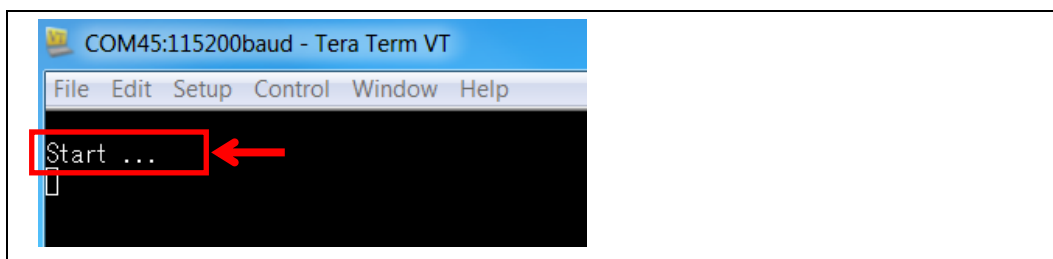 COM45:115200baud - Tera Term VT
File Edit Setup Control Window Help
Start ...